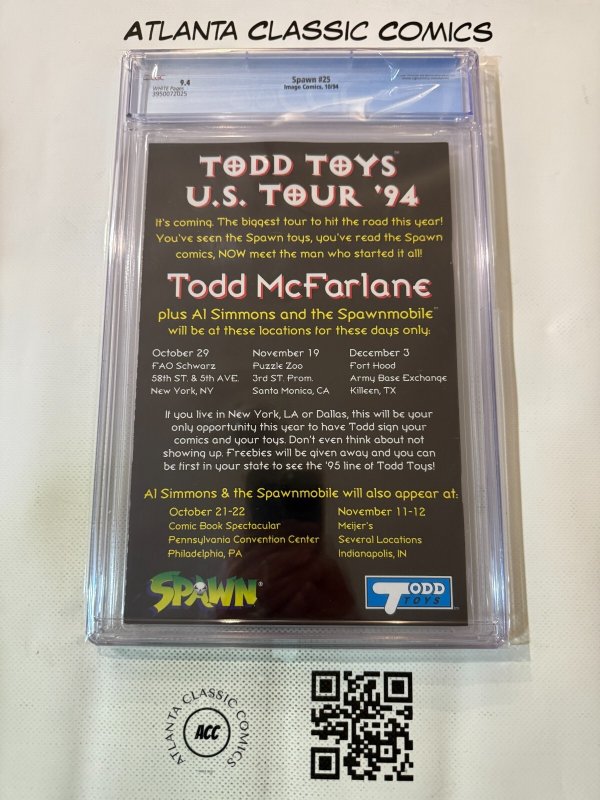 ATLANTA CLASSIC COMICS
CGC
9.4
WHITE Pages
3950072025
Spawn #25
Image Comics, 10/94
TODD TOYS™
U.S. TOUR '94
It's coming. The biggest tour to hit the road this year!
You've seen the Spawn toys, you've read the Spawn
comics, NOW meet the man who started it all!
Todd McFarlane
plus Al Simmons and the Spawnmobile™
will be at these locations for these days only:
October 29
FAO Schwarz
58th ST. & 5th AVE.
New York, NY
November 19
Puzzle Zoo
3rd ST. Prom.
Santa Monica, CA
December 3
Fort Hood
Army Base Exchange
Killeen, TX
If you live in New York, LA or Dallas, this will be your
only opportunity this year to have Todd sign your
comics and your toys. Don't even think about not
showing up. Freebies will be given away and you can
be first in your state to see the '95 line of Todd Toys!
Al Simmons & the Spawnmobile will also appear at:
October 21-22
Comic Book Spectacular
Pennsylvania Convention Center
Philadelphia, PA
November 11-12
Meijer's
Several Locations
Indianapolis, IN
SPAWN®
TODD
TOYS
ATLANTA CLASSIC COMICS
ACC